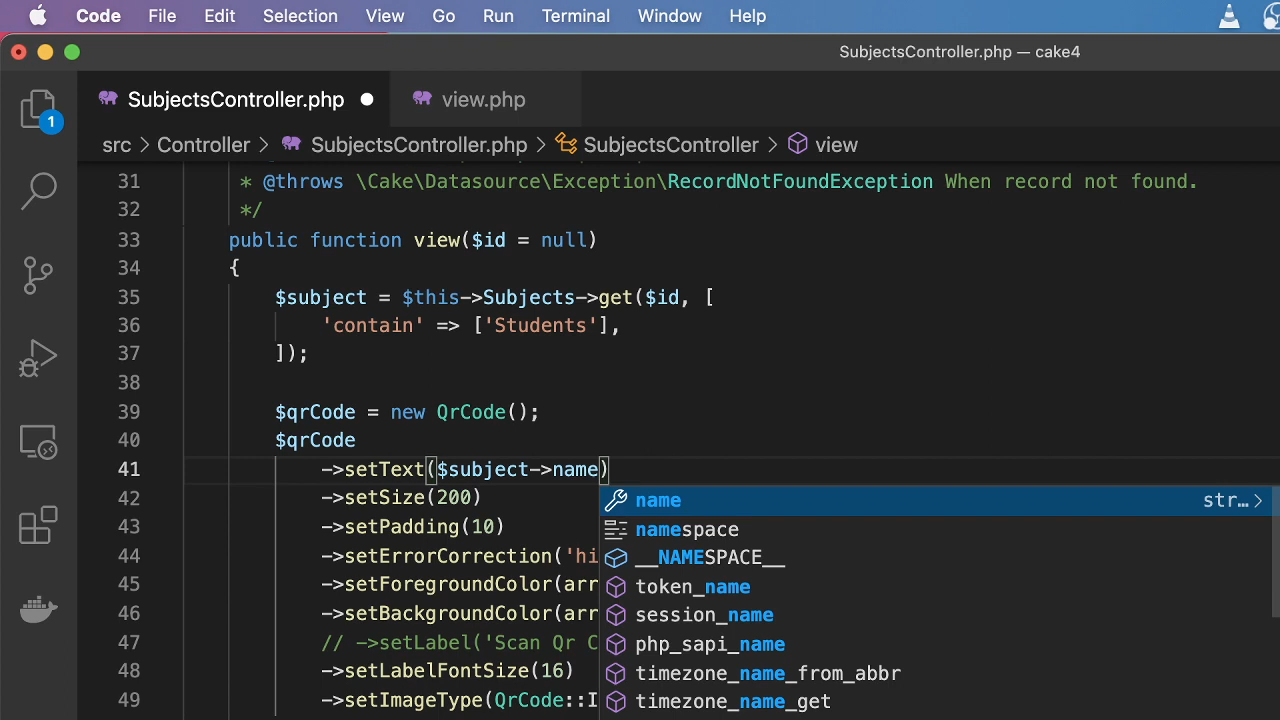 Code File Edit Selection View Go Run Terminal Window Help
SubjectsController.php — cake4
SubjectsController.php view.php
1
src > Controller > SubjectsController.php > SubjectsController > view
31 * @throws \Cake\Datasource\Exception\RecordNotFoundException When record not found.
32 */
33 public function view($id = null)
34 {
35 $subject = $this->Subjects->get($id, [
36 'contain' => ['Students'],
37 ]);
38
39 $qrCode = new QrCode();
40 $qrCode
41 ->setText($subject->name)
42 ->setSize(200)
name str… >
43 ->setPadding(10)
namespace
44 ->setErrorCorrection('hi
__NAMESPACE__
45 ->setForegroundColor(arr
token_name
46 ->setBackgroundColor(arr
session_name
47 // ->setLabel('Scan Qr C
php_sapi_name
48 ->setLabelFontSize(16)
timezone_name_from_abbr
49 ->setImageType(QrCode::I
timezone_name_get